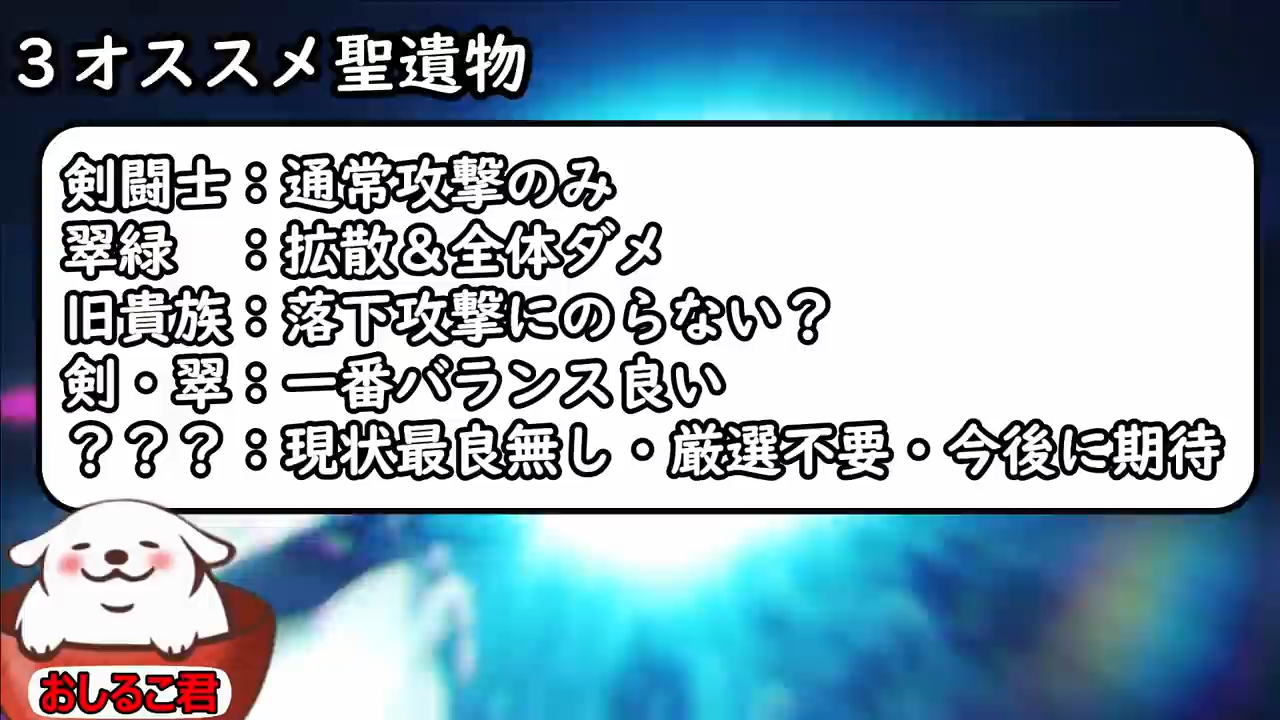 ３オススメ聖遺物
剣闘士：通常攻撃のみ
翠緑　：拡散＆全体ダメ
旧貴族：落下攻撃にのらない？
剣・翠：一番バランス良い
？？？：現状最良無し・厳選不要・今後に期待
おしるこ君